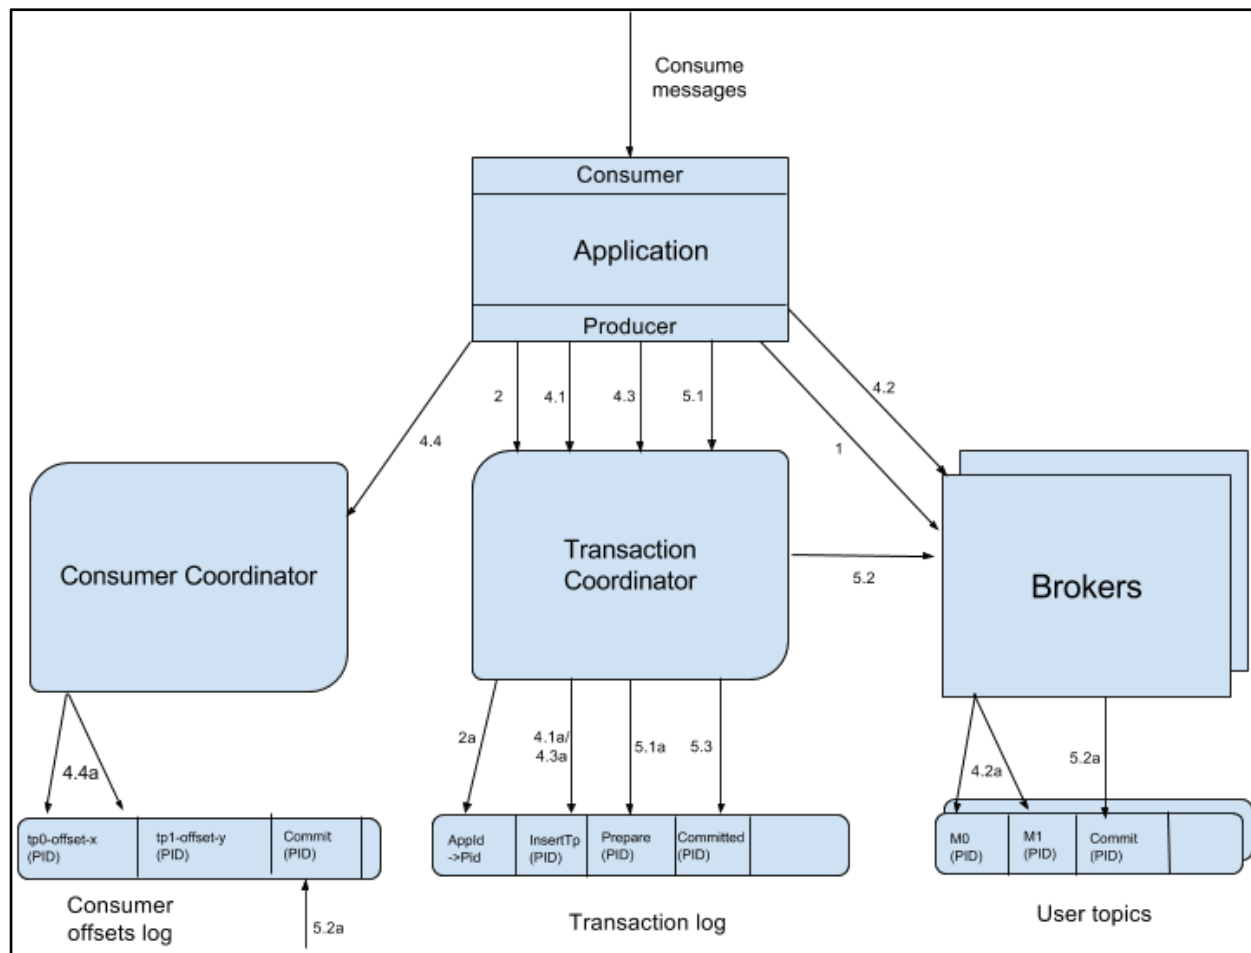 Consume
messages
Consumer
Application
Producer
4.4
2
4.1
4.3
5.1
4.2
1
Consumer Coordinator
Transaction
Coordinator
5.2
Brokers
4.4a
2a
4.1a/
4.3a
5.1a
5.3
4.2a
5.2a
tp0-offset-x
(PID)
tp1-offset-y
(PID)
Commit
(PID)
AppId
->Pid
InsertTp
(PID)
Prepare
(PID)
Committed
(PID)
M0
(PID)
M1
(PID)
Commit
(PID)
Consumer
offsets log
5.2a
Transaction log
User topics